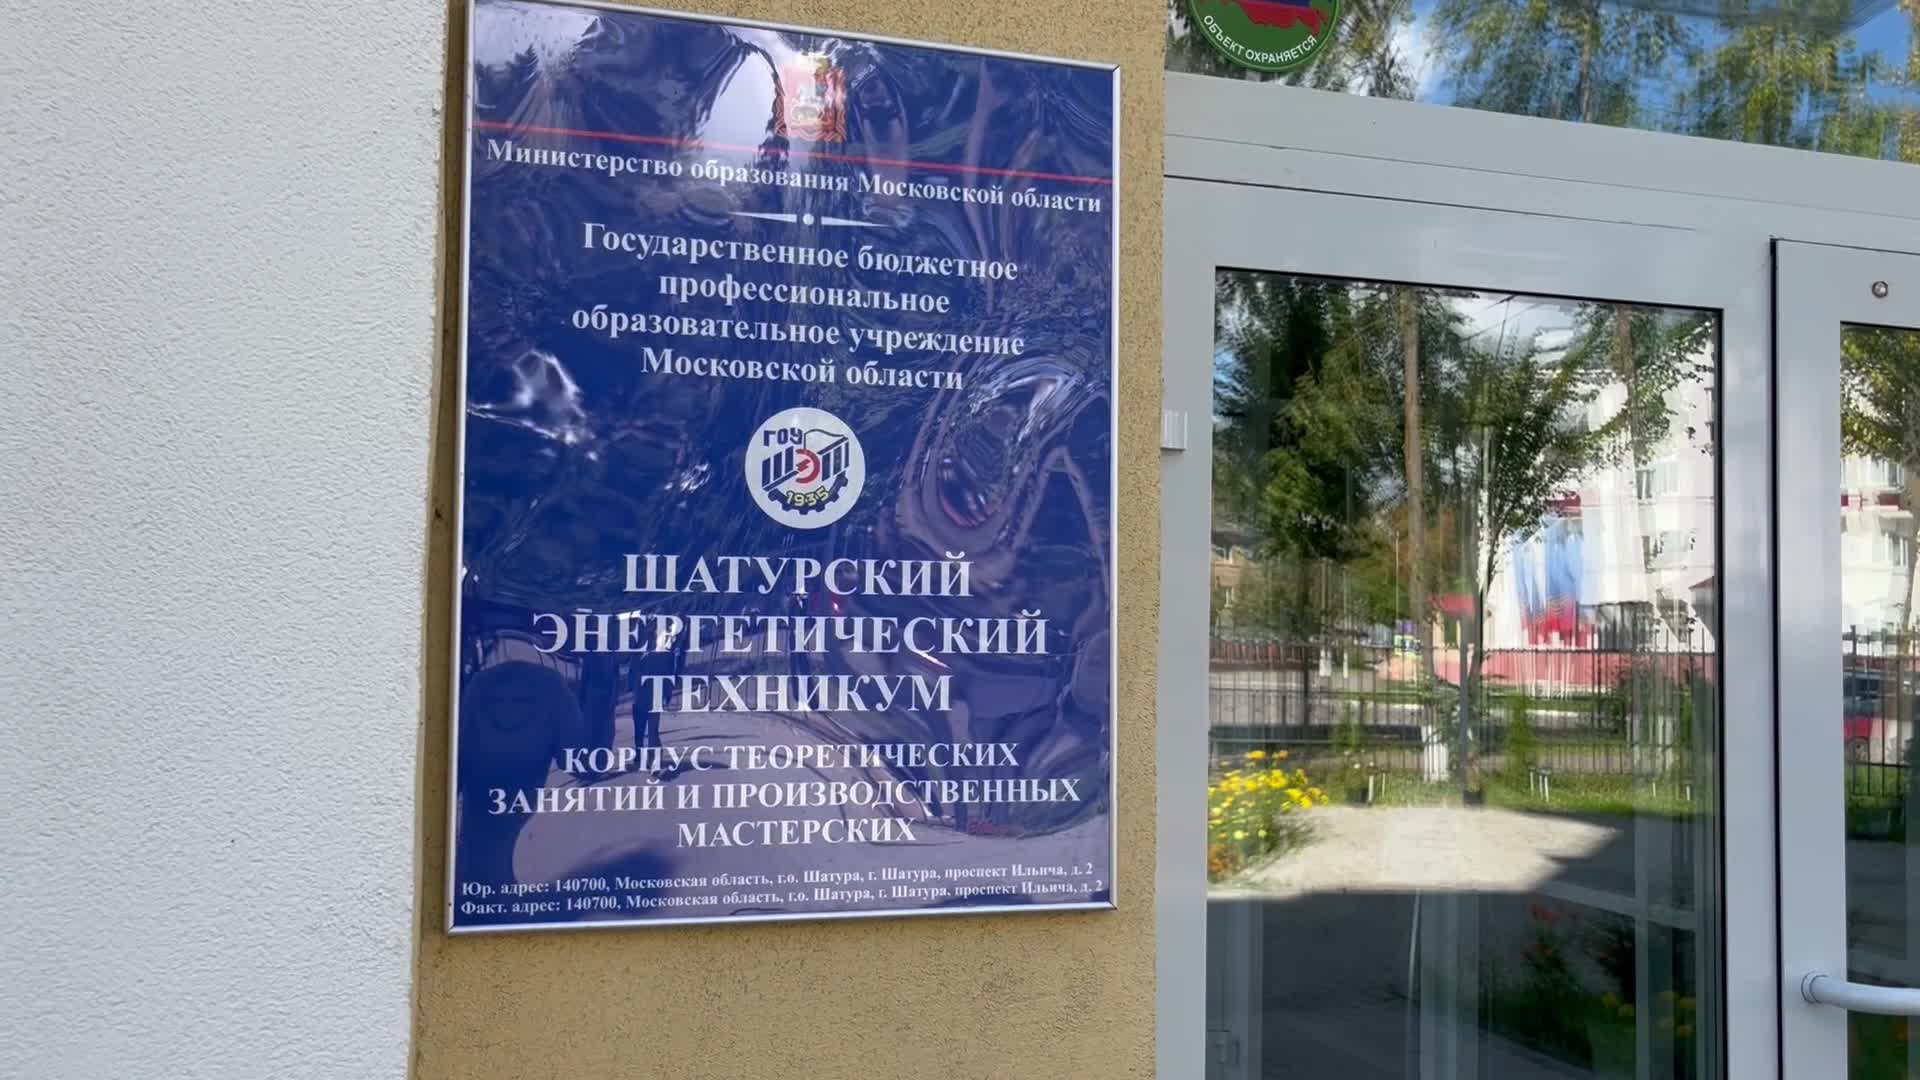 ОБЪЕКТ ОХРАНЯЕТСЯ
Министерство образования Московской области
Государственное бюджетное
профессиональное
образовательное учреждение
Московской области
ГОУ
ШЭТ
1935
ШАТУРСКИЙ
ЭНЕРГЕТИЧЕСКИЙ
ТЕХНИКУМ
КОРПУС ТЕОРЕТИЧЕСКИХ
ЗАНЯТИЙ И ПРОИЗВОДСТВЕННЫХ
МАСТЕРСКИХ
Юр. адрес: 140700, Московская область, г.о. Шатура, г. Шатура, проспект Ильича, д. 2
Факт. адрес: 140700, Московская область, г.о. Шатура, г. Шатура, проспект Ильича, д. 2